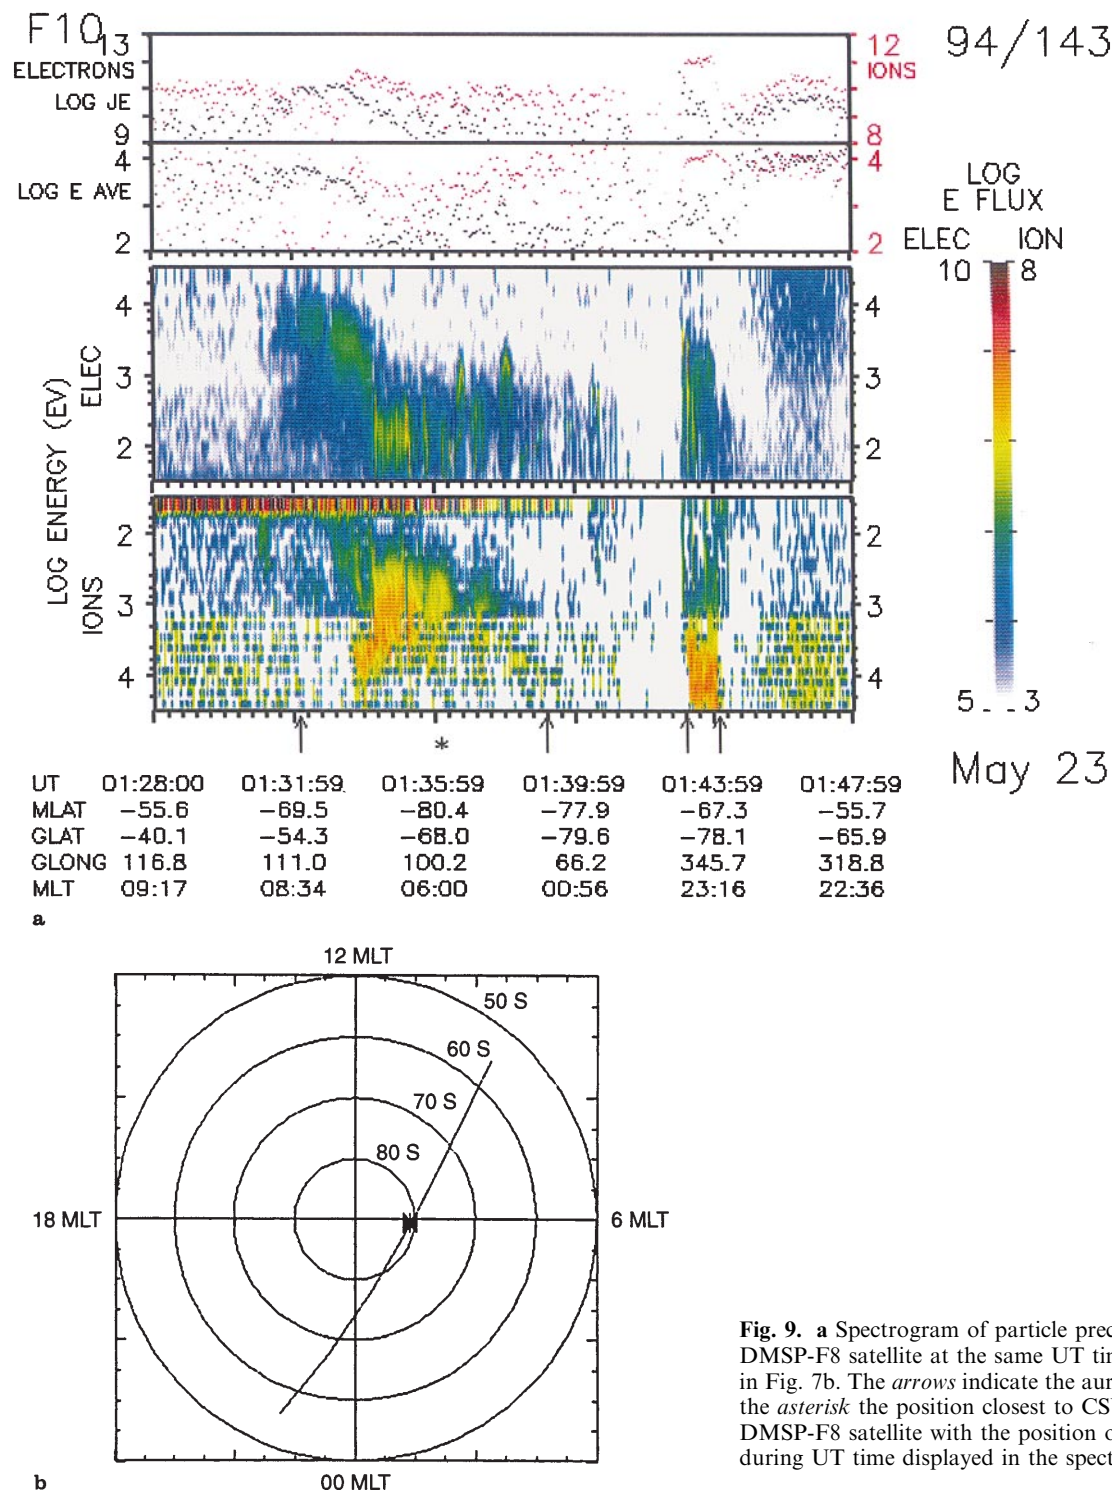 F10
94/143
13
12
ELECTRONS
IONS
LOG JE
9
8
4
4
LOG E AVE
2
2
LOG
E FLUX
ELEC ION
10 8
5 3
LOG ENERGY (EV)
ELEC
4
3
2
4
3
2
IONS
2
3
4
2
3
4
*
May 23
UT 01:28:00 01:31:59 01:35:59 01:39:59 01:43:59 01:47:59
MLAT −55.6 −69.5 −80.4 −77.9 −67.3 −55.7
GLAT −40.1 −54.3 −68.0 −79.6 −78.1 −65.9
GLONG 116.8 111.0 100.2 66.2 345.7 318.8
MLT 09:17 08:34 06:00 00:56 23:16 22:36
a
12 MLT
50 S
60 S
70 S
80 S
18 MLT
6 MLT
00 MLT
b
Fig. 9. a Spectrogram of particle prec
DMSP-F8 satellite at the same UT tim
in Fig. 7b. The arrows indicate the aur
the asterisk the position closest to CS
DMSP-F8 satellite with the position o
during UT time displayed in the spect